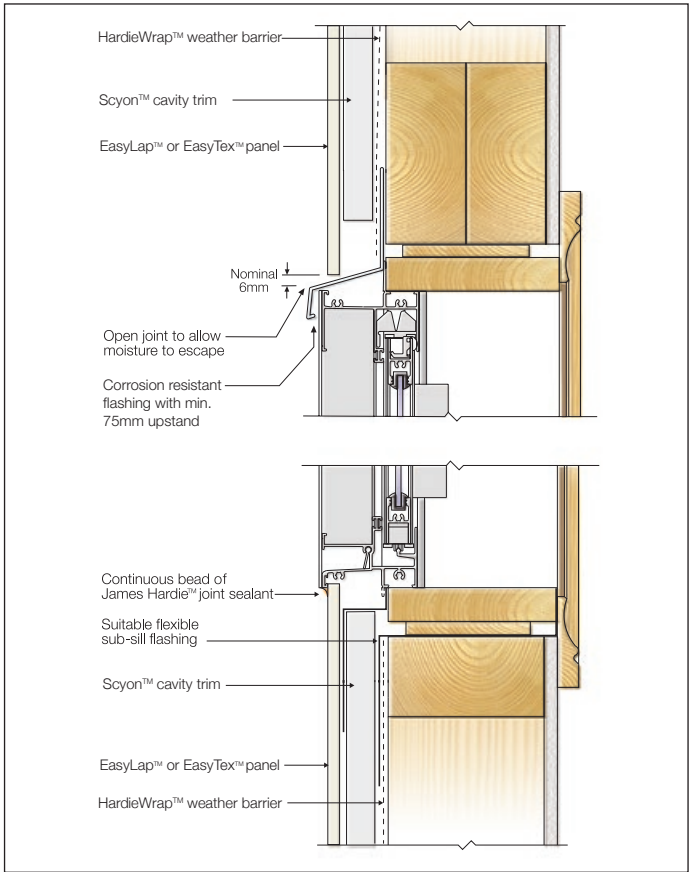 HardieWrap™ weather barrier
Scyon™ cavity trim
EasyLap™ or EasyTex™ panel
Nominal
6mm
Open joint to allow
moisture to escape
Corrosion resistant
flashing with min.
75mm upstand
Continuous bead of
James Hardie™ joint sealant
Suitable flexible
sub-sill flashing
Scyon™ cavity trim
EasyLap™ or EasyTex™ panel
HardieWrap™ weather barrier